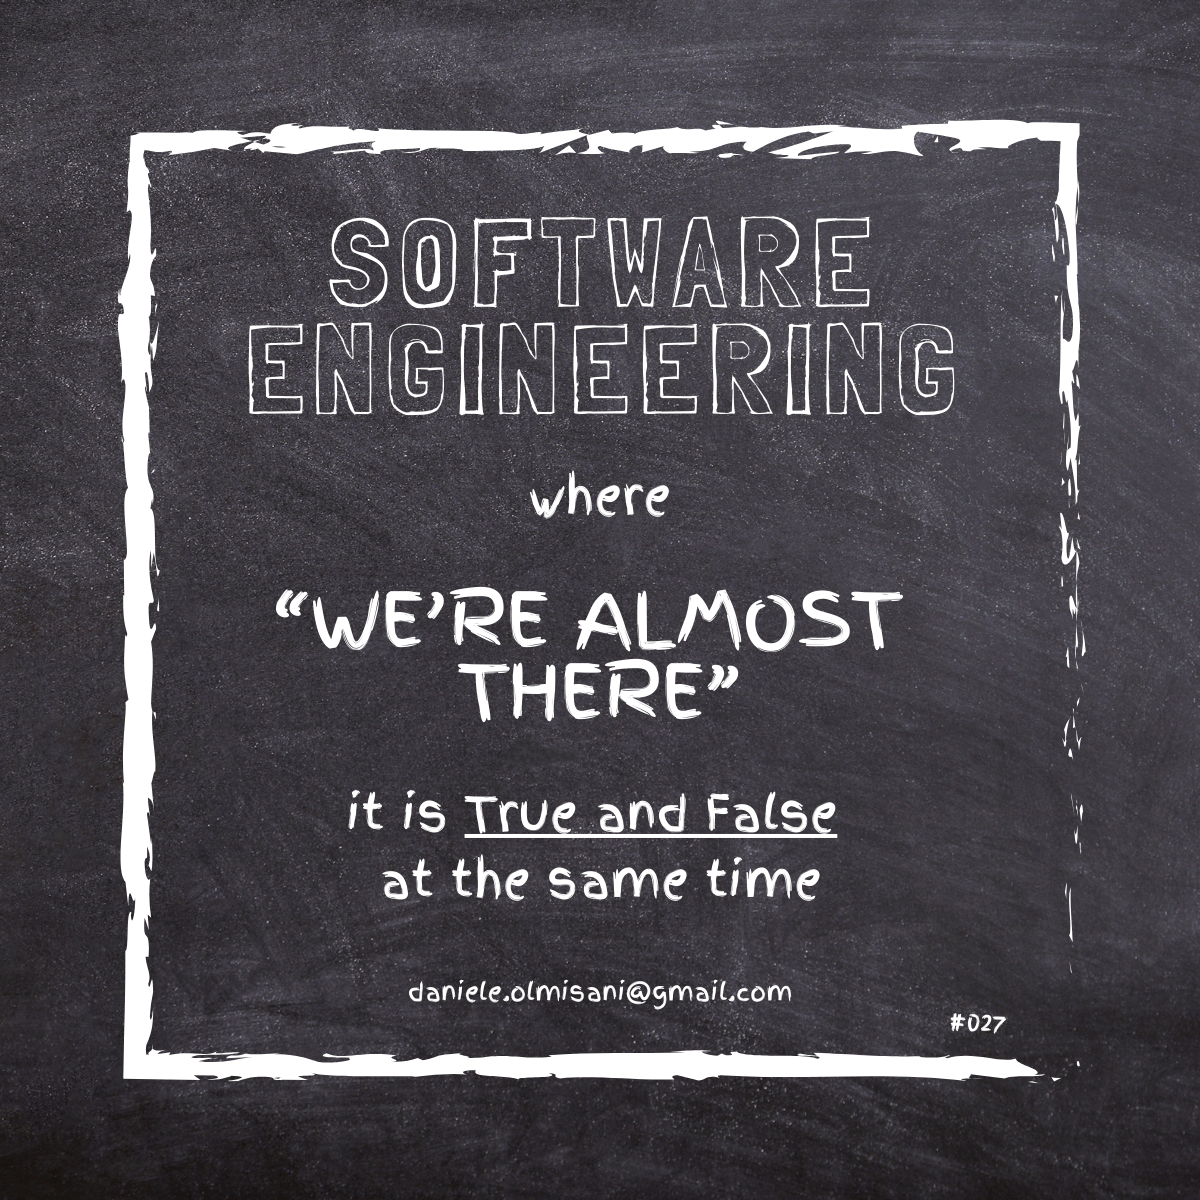 SOFTWARE
ENGINEERING
where
“WE’RE ALMOST
THERE”
it is True and False
at the same time
daniele.olmisani@gmail.com
#027